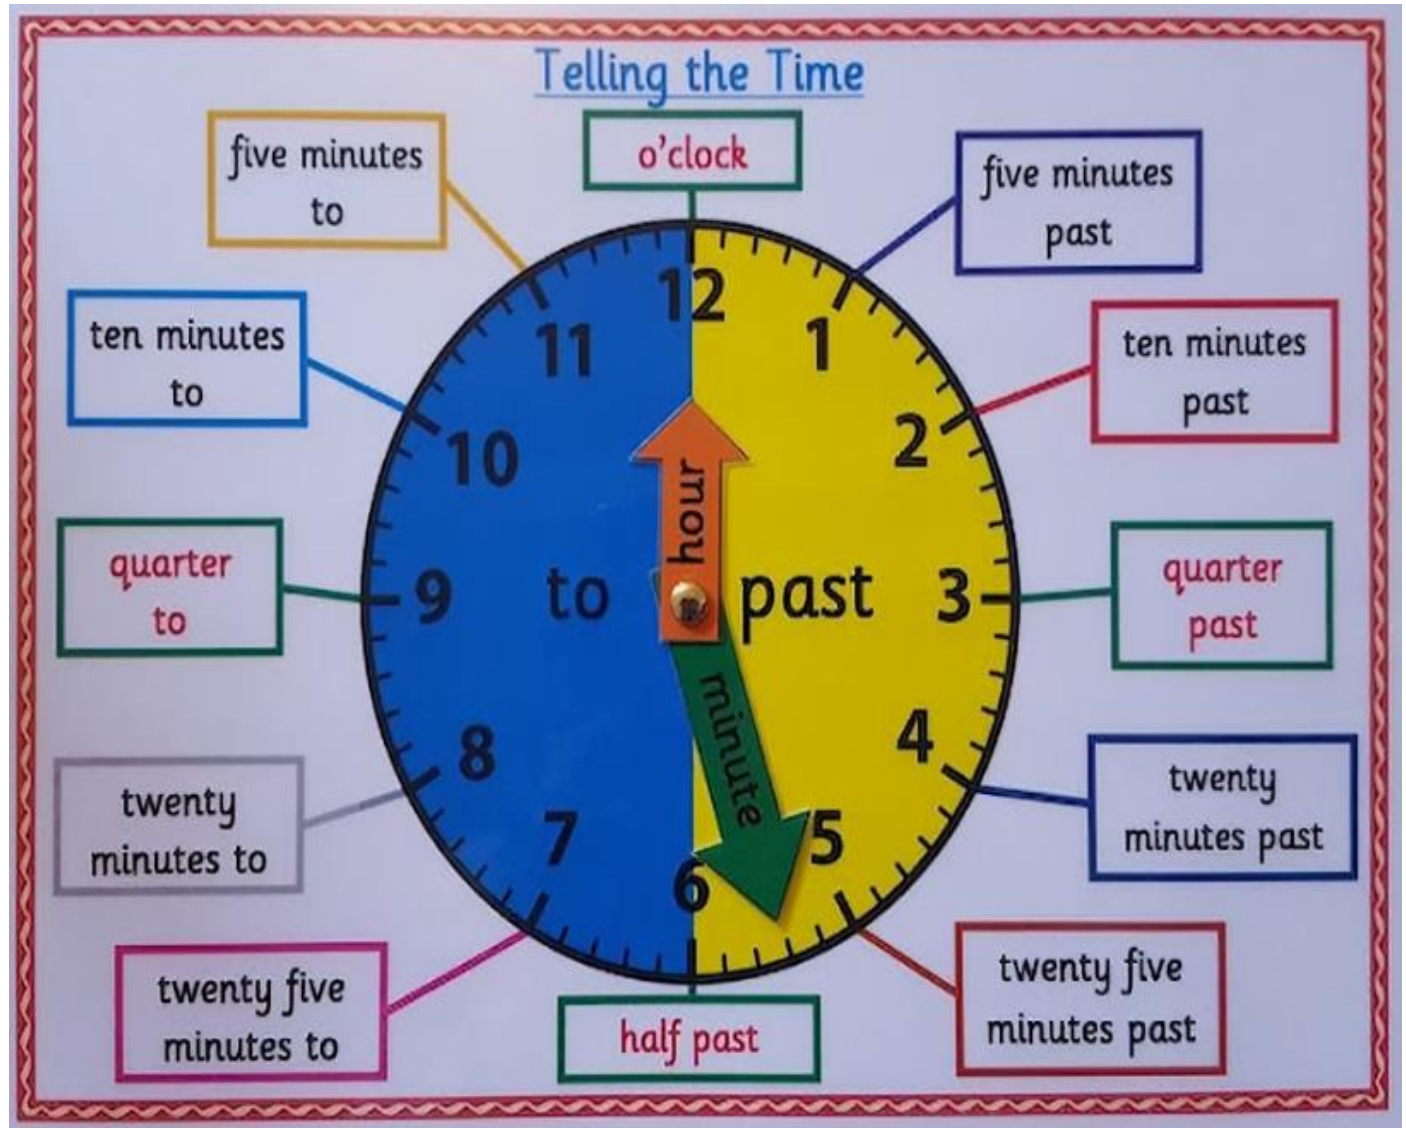 Telling the Time
o'clock
five minutes
past
ten minutes
past
quarter
past
twenty
minutes past
twenty five
minutes past
half past
twenty five
minutes to
twenty
minutes to
quarter
to
ten minutes
to
five minutes
to
12
1
2
3
4
5
6
7
8
9
10
11
to
past
hour
minute